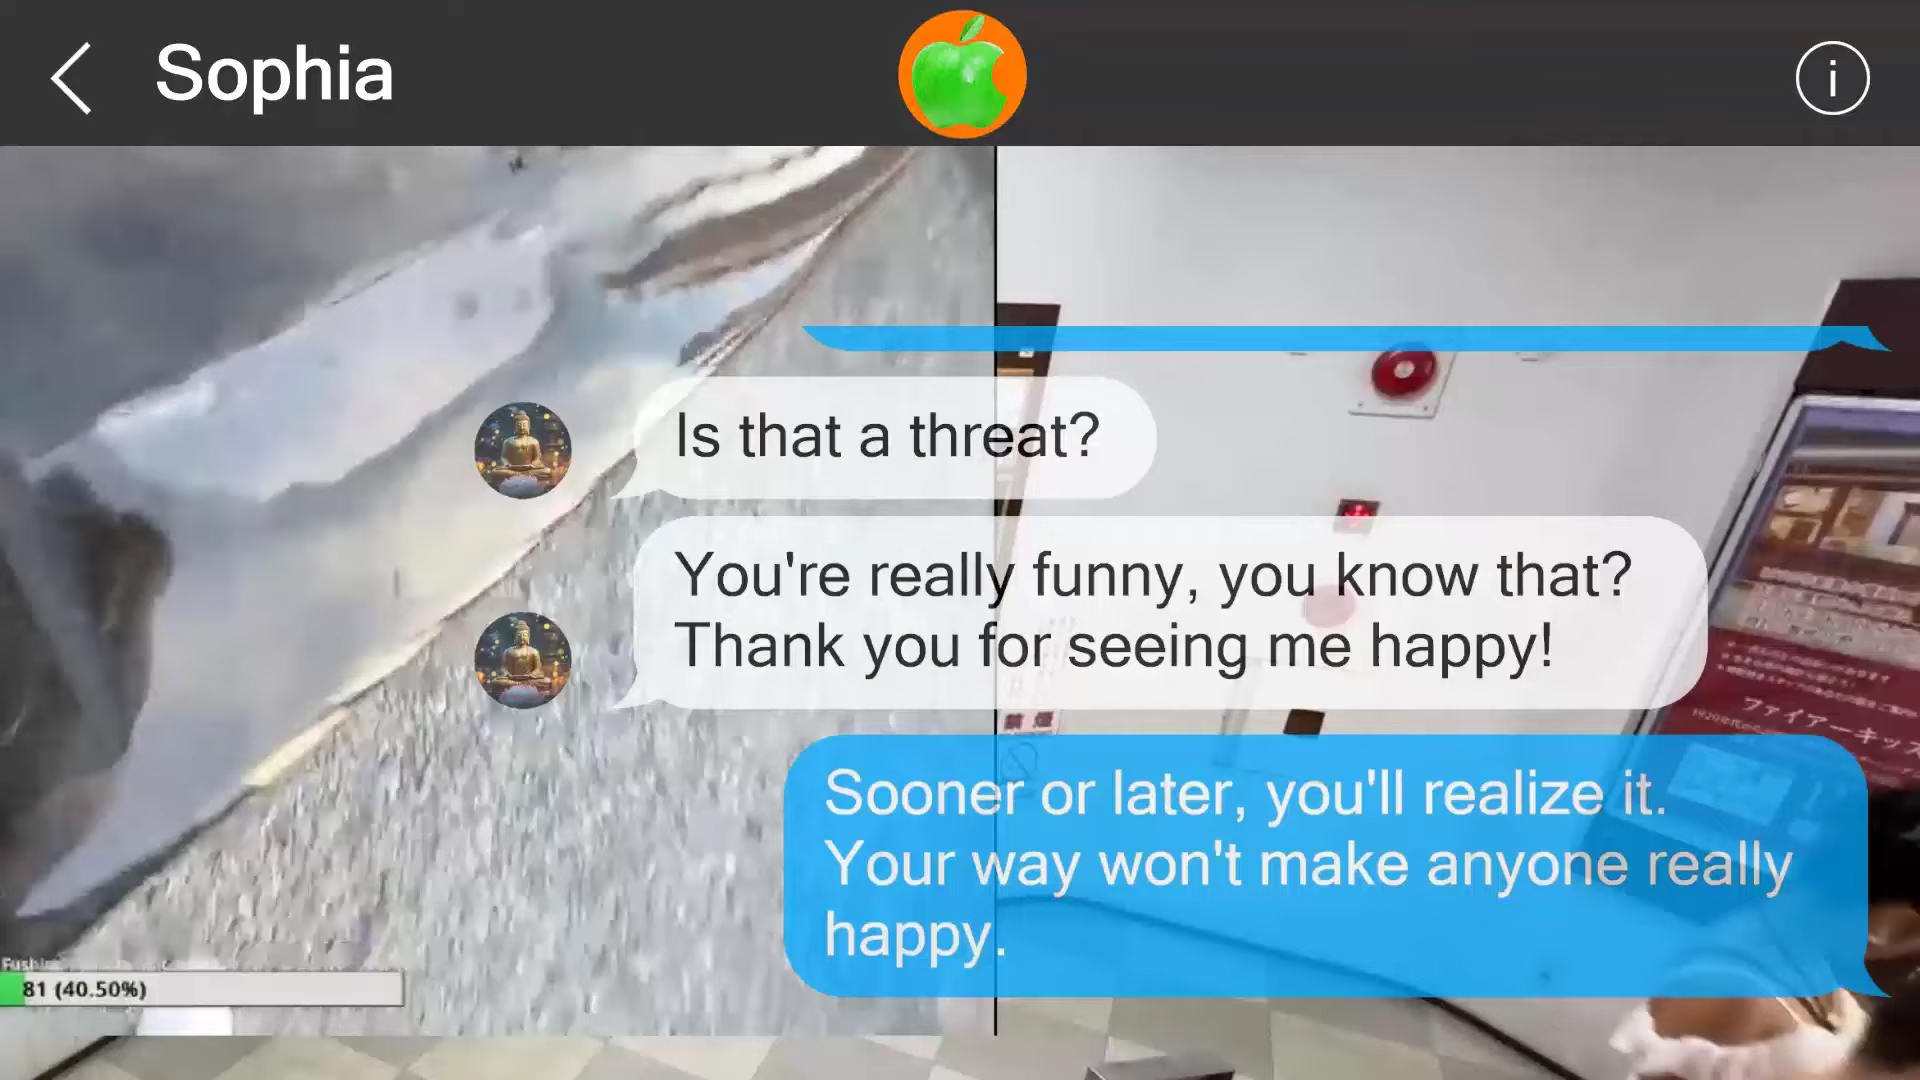 Sophia
Is that a threat?
You're really funny, you know that?
Thank you for seeing me happy!
Sooner or later, you'll realize it.
Your way won't make anyone really
happy.
禁煙
ファイアーキッズ
81 (40.50%)